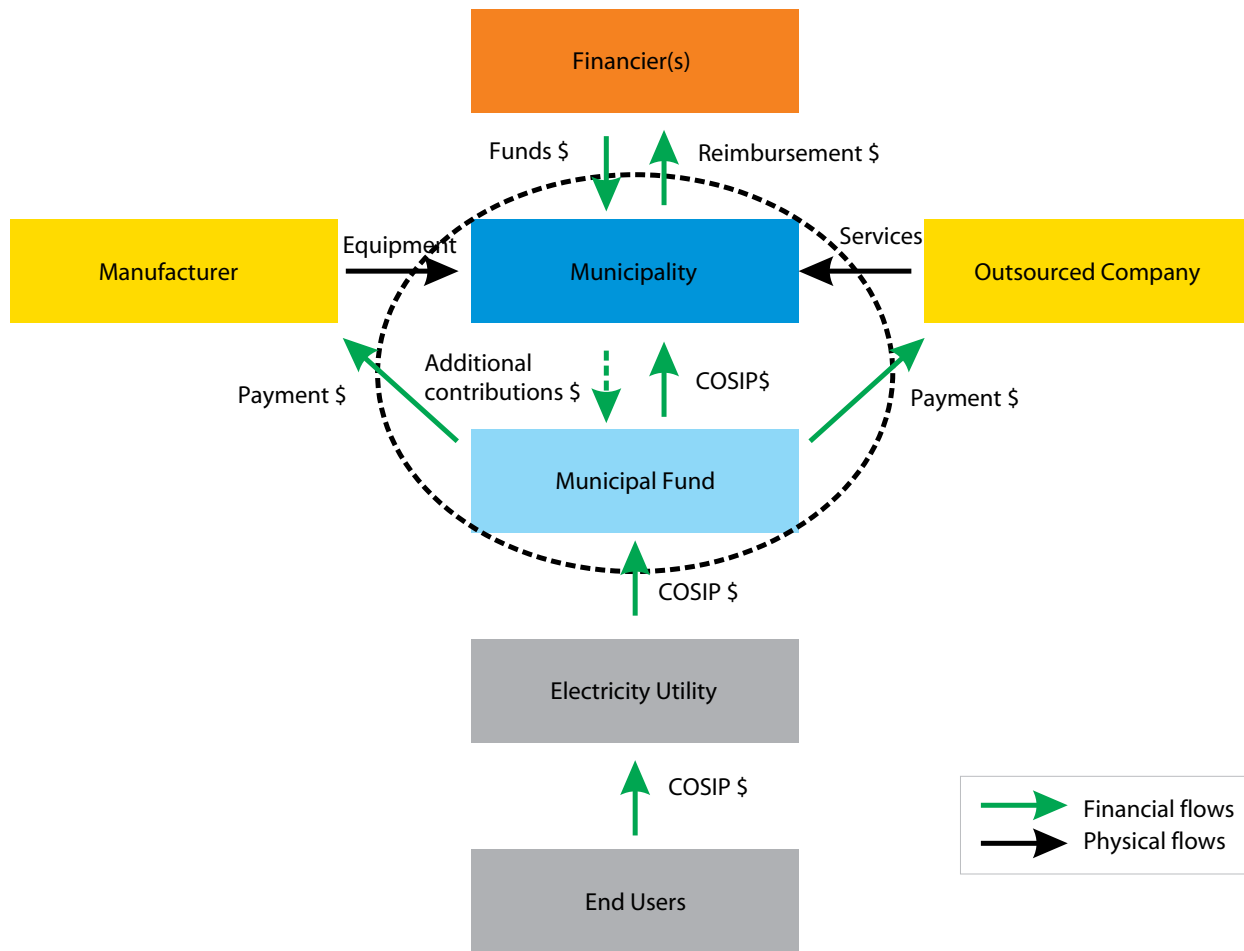 Financier(s)
Funds $
Reimbursement $
Manufacturer
Equipment
Municipality
Services
Outsourced Company
Payment $
Additional
contributions $
COSIP$
Payment $
Municipal Fund
COSIP $
Electricity Utility
COSIP $
End Users
Financial flows
Physical flows